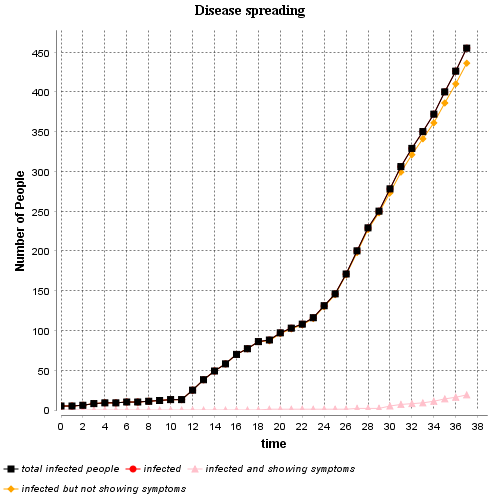 Disease spreading
Number of People
450
400
350
300
250
200
150
100
50
0
0 2 4 6 8 10 12 14 16 18 20 22 24 26 28 30 32 34 36 38
time
total infected people infected infected and showing symptoms
infected but not showing symptoms